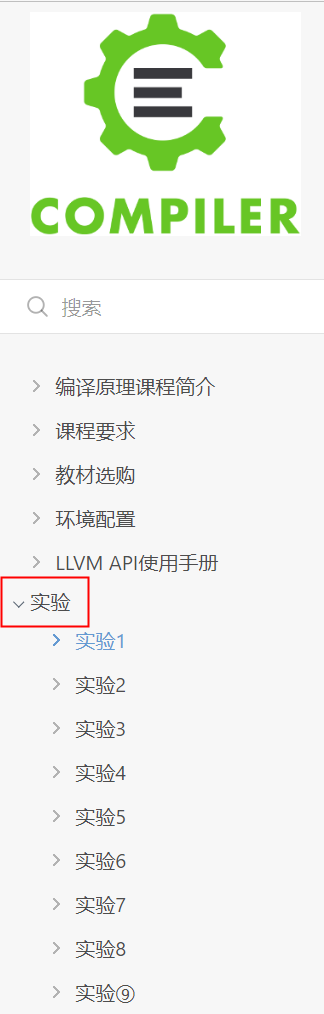 COMPILER
搜索
编译原理课程简介
课程要求
教材选购
环境配置
LLVM API使用手册
实验
实验1
实验2
实验3
实验4
实验5
实验6
实验7
实验8
实验⑨